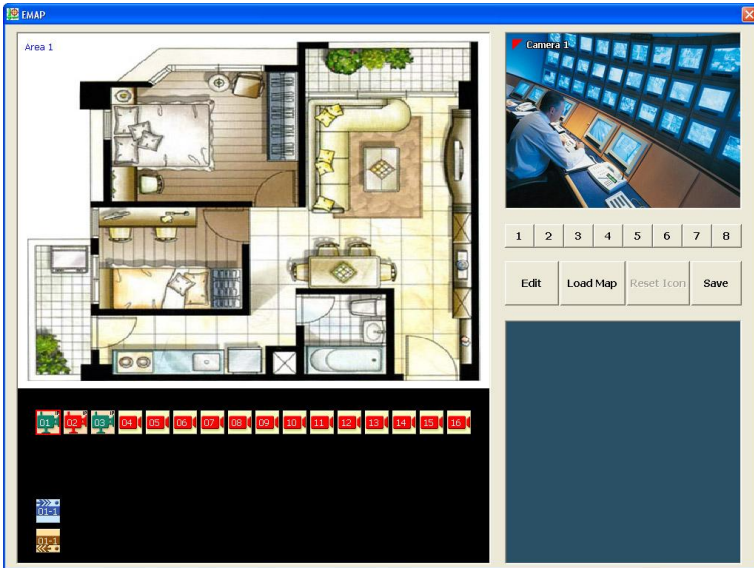 EMAP
Area 1
Camera 1
1 2 3 4 5 6 7 8
Edit Load Map Reset Icon Save
01 02 03 04 05 06 07 08 09 10 11 12 13 14 15 16
01-1
01-1